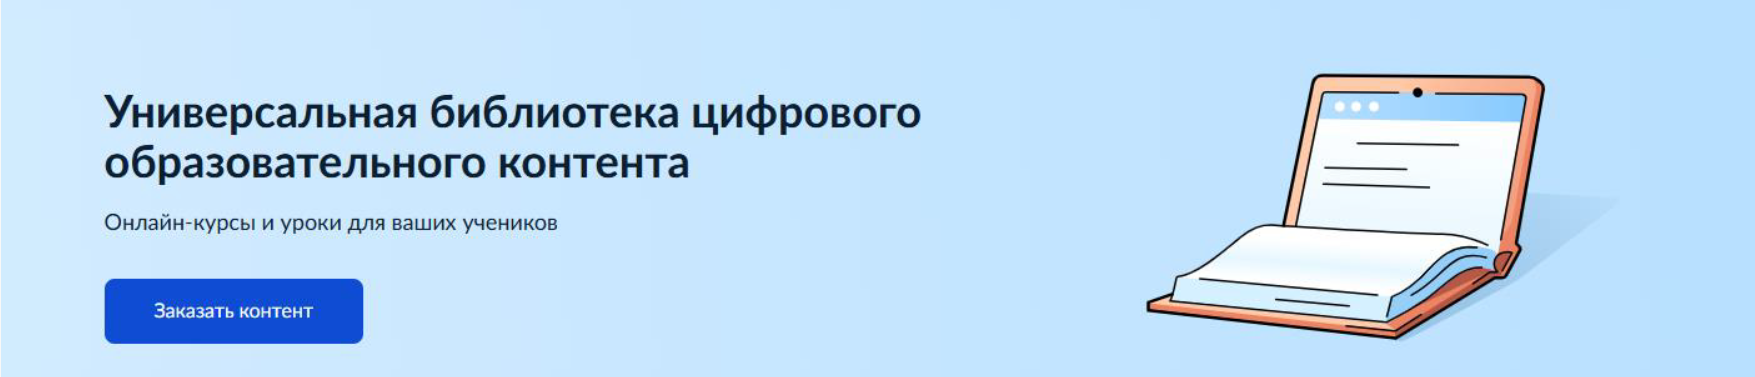 Универсальная библиотека цифрового
образовательного контента
Онлайн-курсы и уроки для ваших учеников
Заказать контент